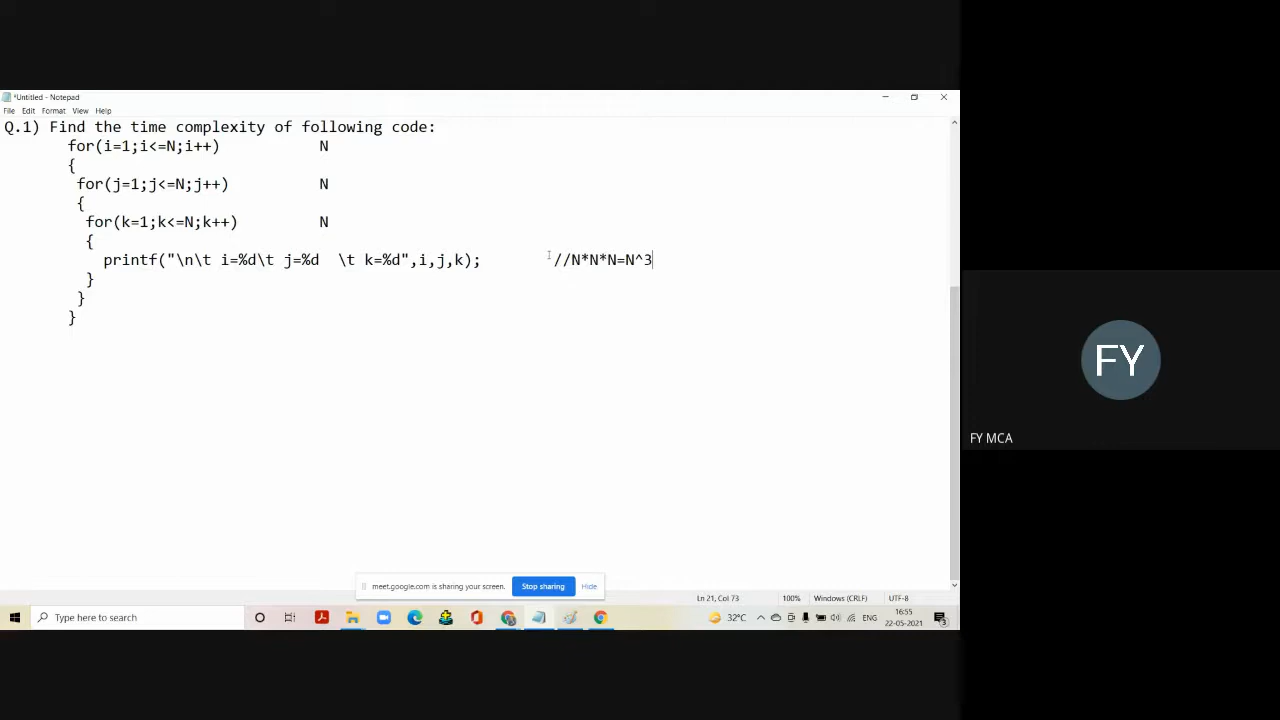 *Untitled - Notepad
File Edit Format View Help
Q.1) Find the time complexity of following code:
for(i=1;i<=N;i++) N
{
for(j=1;j<=N;j++) N
{
for(k=1;k<=N;k++) N
{
printf("\n\t i=%d\t j=%d \t k=%d",i,j,k); //N*N*N=N^3
}
}
}
FY
FY MCA
meet.google.com is sharing your screen. Stop sharing Hide
Ln 21, Col 73 100% Windows (CRLF) UTF-8
Type here to search 32°C ENG 16:55
22-05-2021 3